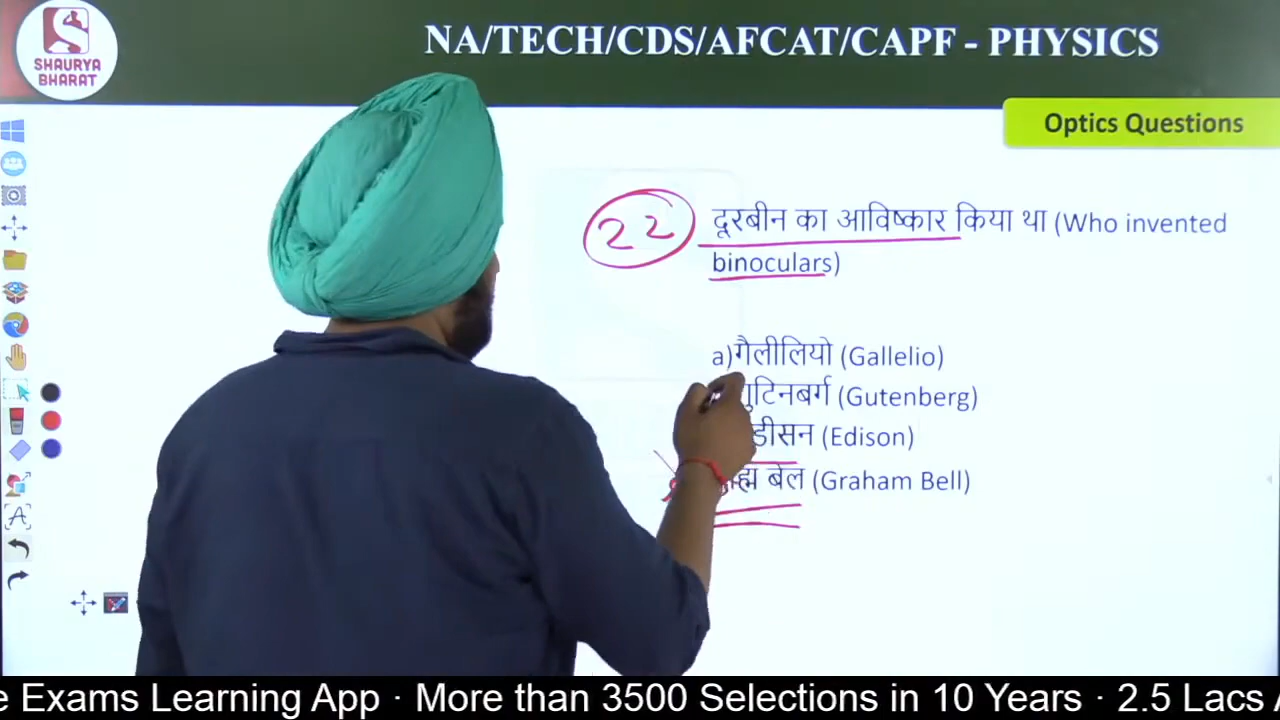 SHAURYA
BHARAT
NA/TECH/CDS/AFCAT/CAPF - PHYSICS
Optics Questions
22
दूरबीन का आविष्कार किया था (Who invented
binoculars)
a)गैलीलियो (Gallelio)
गुटिनबर्ग (Gutenberg)
डीसन (Edison)
बेल (Graham Bell)
e Exams Learning App · More than 3500 Selections in 10 Years · 2.5 Lacs